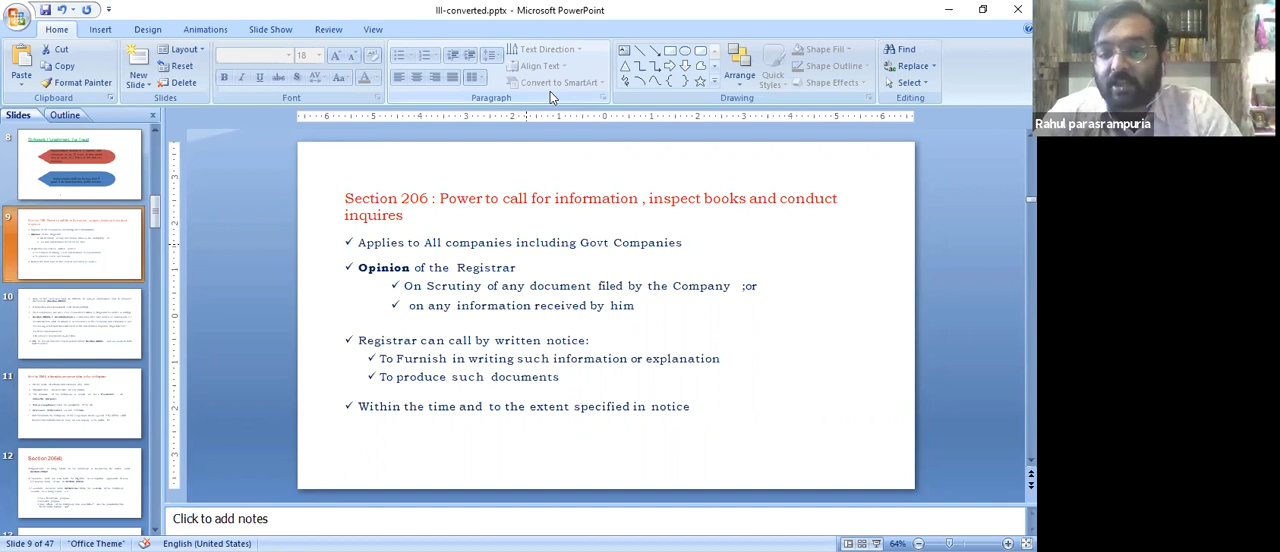 III-converted.pptx - Microsoft PowerPoint
Home Insert Design Animations Slide Show Review View
Cut
Copy
Format Painter
Paste
Clipboard
New Slide
Layout
Reset
Delete
Slides
18
Font
Text Direction
Align Text
Convert to SmartArt
Paragraph
Arrange
Quick Styles
Shape Fill
Shape Outline
Shape Effects
Drawing
Find
Replace
Select
Editing
Rahul parasrampuria
Slides Outline
8
9
10
11
12
Section 206 : Power to call for information , inspect books and conduct
inquires
Applies to All companies including Govt Companies
Opinion of the Registrar
On Scrutiny of any document filed by the Company ;or
on any information received by him
Registrar can call by written notice:
To Furnish in writing such information or explanation
To produce such documents
Within the time and to the extent specified in notice
Click to add notes
Slide 9 of 47 "Office Theme" English (United States) 64%